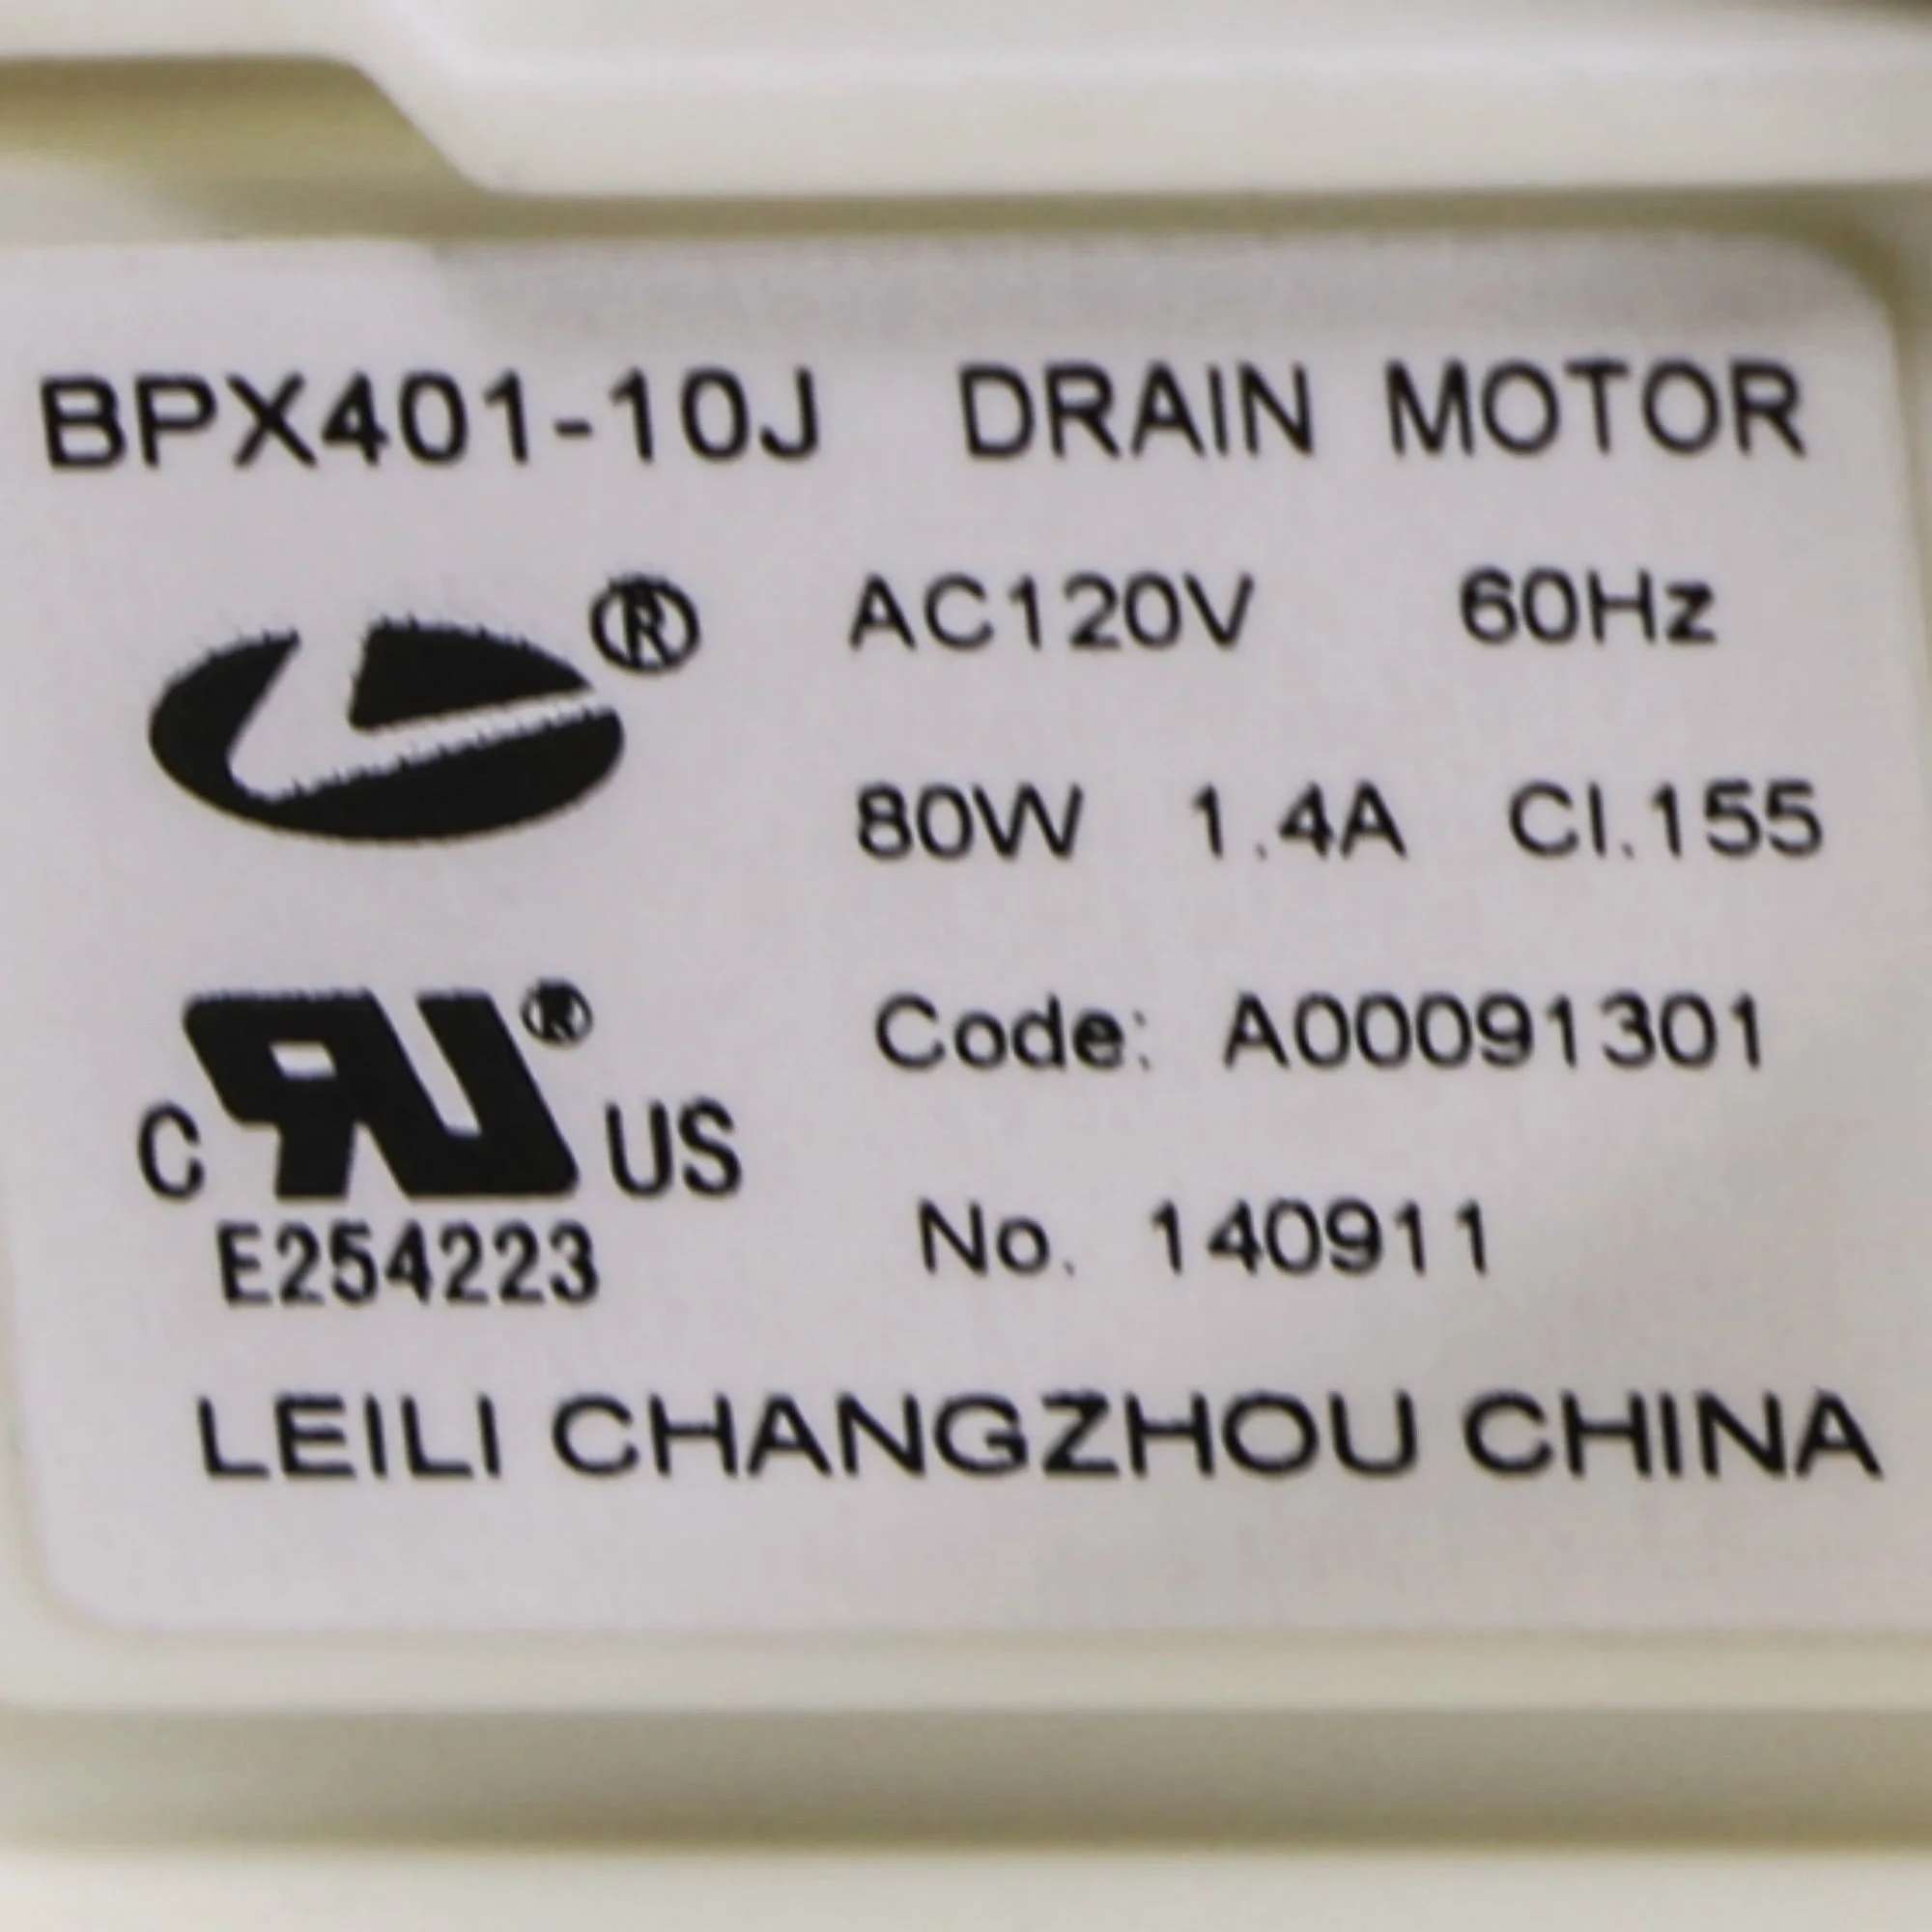 BPX401-10J DRAIN MOTOR
®
AC120V 60Hz
80W 1.4A Cl.155
Code: A00091301
C RU® US
E254223
No. 140911
LEILI CHANGZHOU CHINA